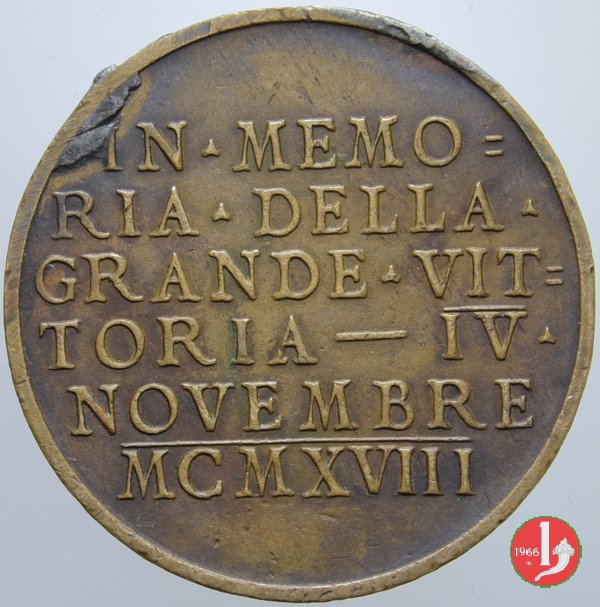 IN▴MEMO=
RIA▴DELLA▴
GRANDE▴VIT=
TORIA — IV▴
NOVEMBRE
MCMXVIII
1966
R